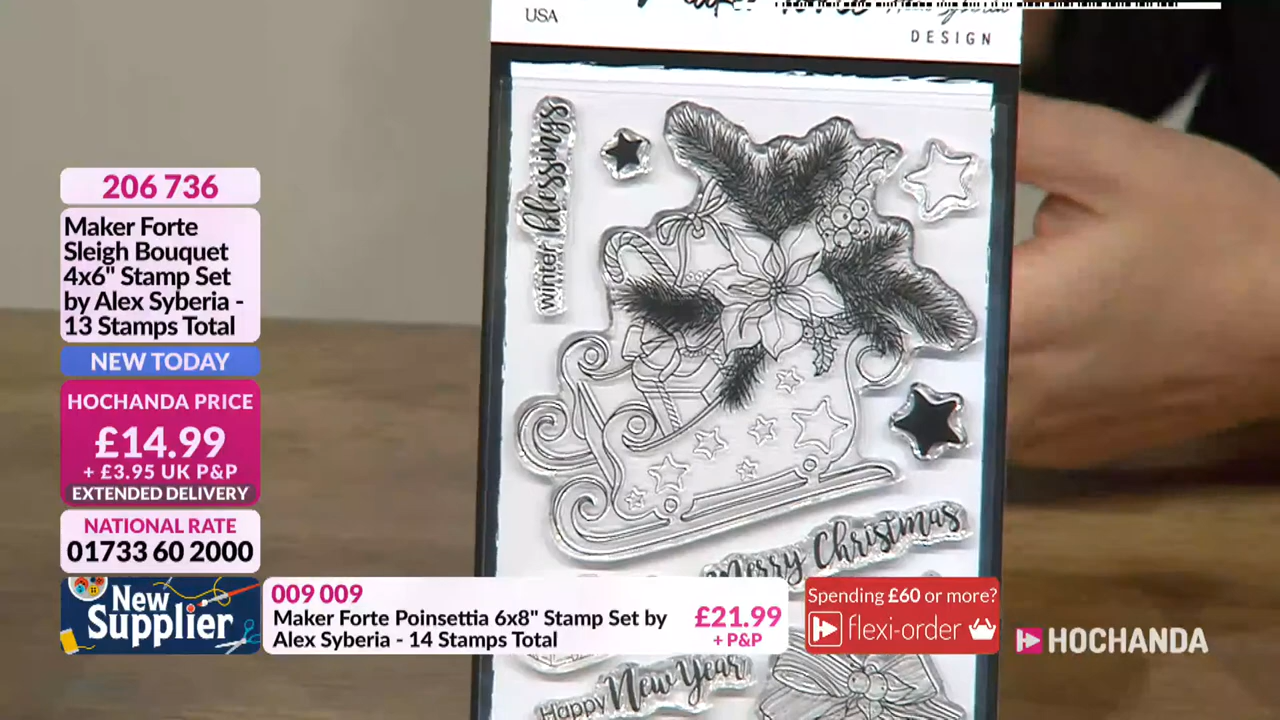 USA
DESIGN
206 736
Maker Forte
Sleigh Bouquet
4x6" Stamp Set
by Alex Syberia -
13 Stamps Total
NEW TODAY
HOCHANDA PRICE
£14.99
+ £3.95 UK P&P
EXTENDED DELIVERY
NATIONAL RATE
01733 60 2000
winter blessings
Merry Christmas
Happy New Year
New
Supplier
009 009
Maker Forte Poinsettia 6x8" Stamp Set by
Alex Syberia - 14 Stamps Total
£21.99
+ P&P
Spending £60 or more?
flexi-order
HOCHANDA